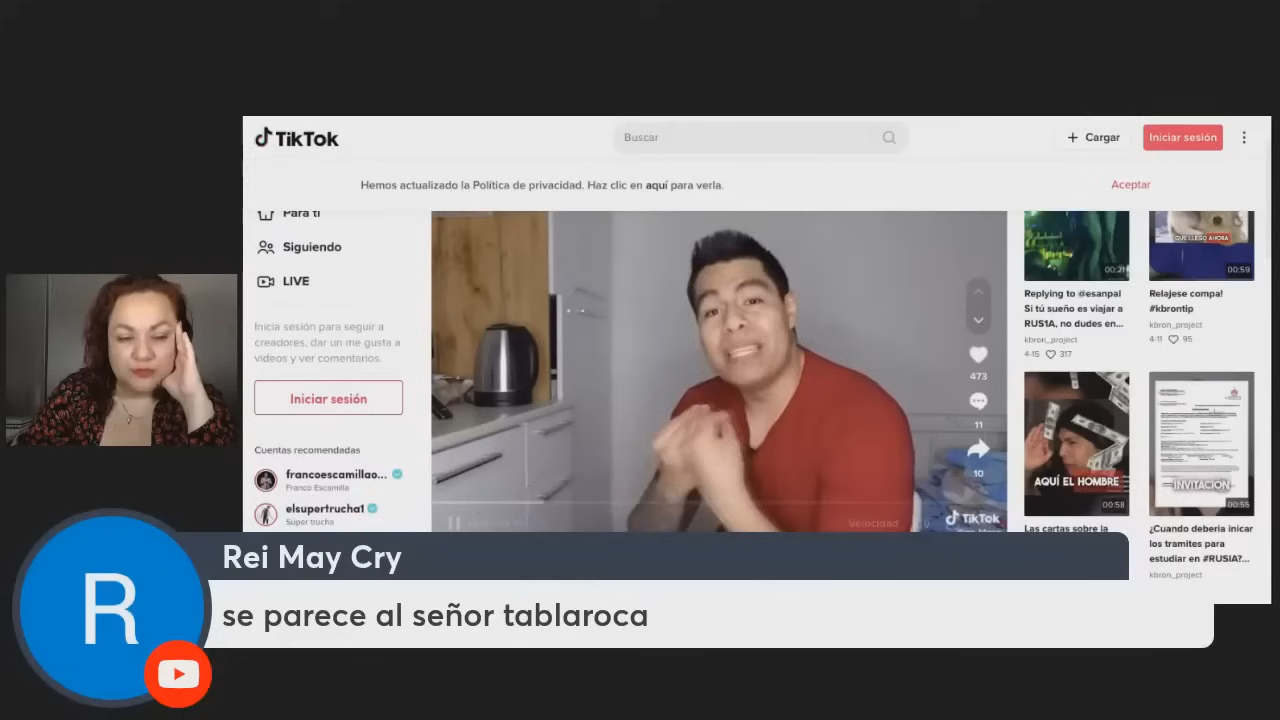 TikTok
Buscar
+ Cargar
Iniciar sesión
Hemos actualizado la Política de privacidad. Haz clic en aquí para verla.
Aceptar
Para ti
Siguiendo
LIVE
Inicia sesión para seguir a
creadores, dar un me gusta a
videos y ver comentarios.
Iniciar sesión
Cuentas recomendadas
francoescamillao...
Franco Escamilla
elsupertrucha1
Súper trucha
473
11
10
Velocidad
TikTok
00:21
Replying to @esanpal
Si tú sueño es viajar a
RUS1A, no dudes en...
kbron_project
4-15 317
QUE LLEGO AHORA
00:59
Relajese compa!
#kbrontip
kbron_project
4-11 95
AQUÍ EL HOMBRE
00:58
Las cartas sobre la
INVITACION
00:55
¿Cuando deberia inicar
los tramites para
estudiar en #RUSIA?...
kbron_project
R
Rei May Cry
se parece al señor tablaroca